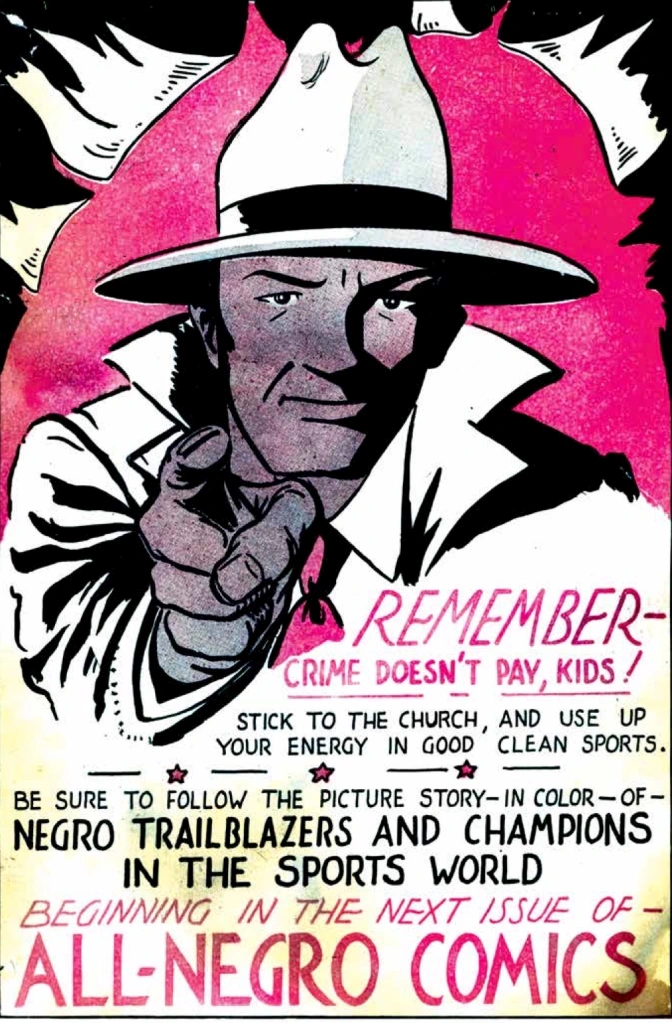 REMEMBER-
CRIME DOESN'T PAY, KIDS!
STICK TO THE CHURCH, AND USE UP
YOUR ENERGY IN GOOD CLEAN SPORTS.
BE SURE TO FOLLOW THE PICTURE STORY-IN COLOR-OF-
NEGRO TRAILBLAZERS AND CHAMPIONS
IN THE SPORTS WORLD
BEGINNING IN THE NEXT ISSUE OF-
ALL-NEGRO COMICS